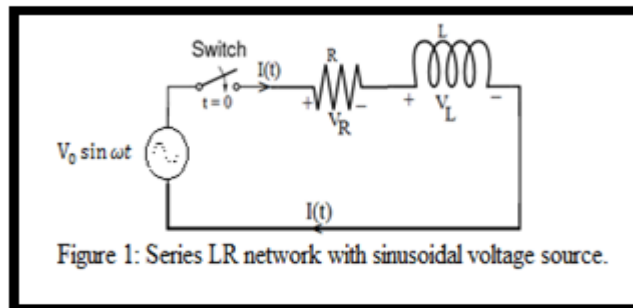 Switch
I(t)
R
L
t = 0
+
−
V_R
+
−
V_L
V₀ sin ωt
I(t)
Figure 1: Series LR network with sinusoidal voltage source.